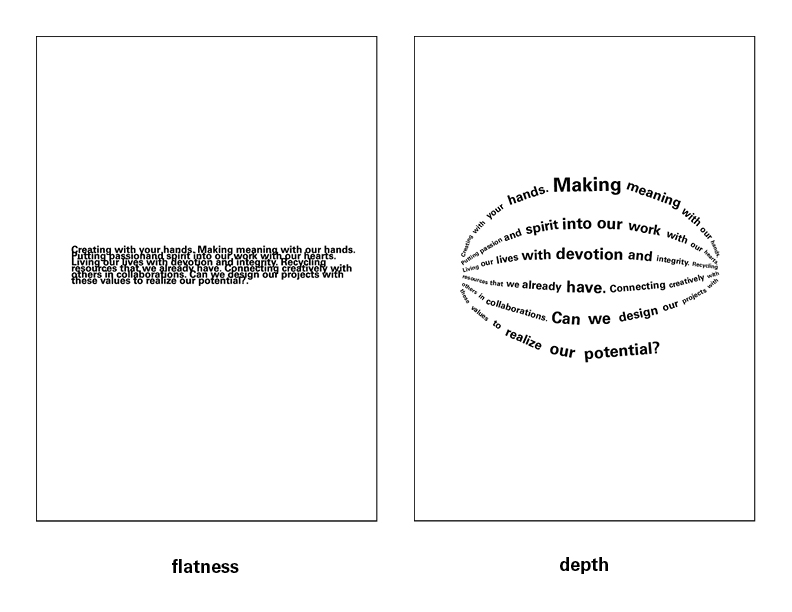 Creating with your hands. Making meaning with our hands.
Putting passionand spirit into our work with our hearts.
Living our lives with devotion and integrity. Recycling
resources that we already have. Connecting creatively with
others in collaborations. Can we design our projects with
these values to realize our potential?.
flatness
Creating with your hands. Making meaning with our hands.
Putting passion and spirit into our work with our hearts.
Living our lives with devotion and integrity. Recycling
resources that we already have. Connecting creatively with
others in collaborations. Can we design our projects with
these values to realize our potential?
depth